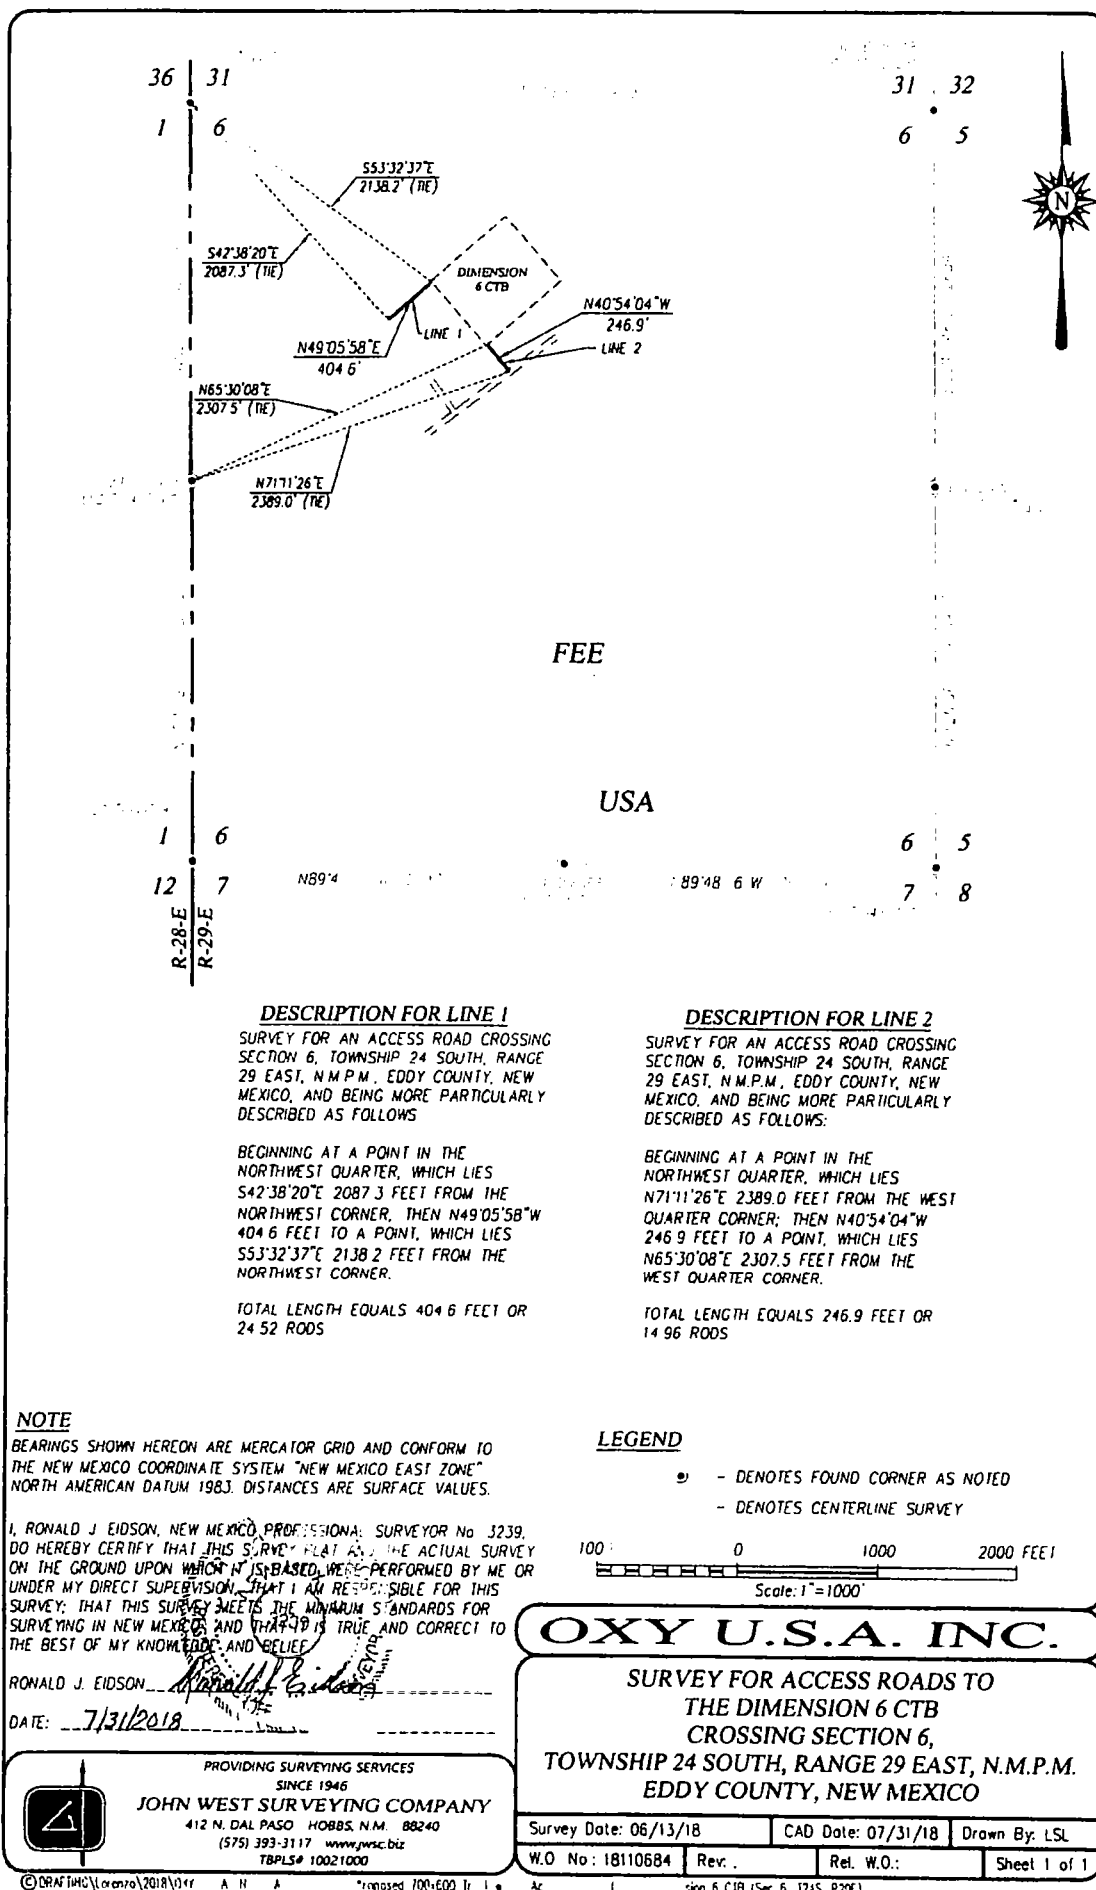 36 31
1 6
31 32
6 5
N
S53°32'37"E
2138.2' (TIE)
S42°38'20"E
2087.3' (TIE)
DIMENSION
6 CTB
N40°54'04"W
246.9'
LINE 1
LINE 2
N49°05'58"E
404.6'
N65°30'08"E
2307.5' (TIE)
N71°11'26"E
2389.0' (TIE)
FEE
USA
1 6
12 7
6 5
7 8
R-28-E
R-29-E
DESCRIPTION FOR LINE 1
SURVEY FOR AN ACCESS ROAD CROSSING
SECTION 6, TOWNSHIP 24 SOUTH, RANGE
29 EAST, N M P M , EDDY COUNTY, NEW
MEXICO, AND BEING MORE PARTICULARLY
DESCRIBED AS FOLLOWS
BEGINNING AT A POINT IN THE
NORTHWEST QUARTER, WHICH LIES
S42°38'20"E 2087 3 FEET FROM THE
NORTHWEST CORNER, THEN N49°05'58"W
404 6 FEET TO A POINT, WHICH LIES
S53°32'37"E 2138 2 FEET FROM THE
NORTHWEST CORNER.
TOTAL LENGTH EQUALS 404 6 FEET OR
24 52 RODS
DESCRIPTION FOR LINE 2
SURVEY FOR AN ACCESS ROAD CROSSING
SECTION 6, TOWNSHIP 24 SOUTH, RANGE
29 EAST, N M.P.M., EDDY COUNTY, NEW
MEXICO, AND BEING MORE PARTICULARLY
DESCRIBED AS FOLLOWS:
BEGINNING AT A POINT IN THE
NORTHWEST QUARTER, WHICH LIES
N71°11'26"E 2389.0 FEET FROM THE WEST
QUARTER CORNER; THEN N40°54'04"W
246 9 FEET TO A POINT, WHICH LIES
N65°30'08"E 2307.5 FEET FROM THE
WEST QUARTER CORNER.
TOTAL LENGTH EQUALS 246.9 FEET OR
14 96 RODS
NOTE
BEARINGS SHOWN HEREON ARE MERCATOR GRID AND CONFORM TO
THE NEW MEXICO COORDINATE SYSTEM "NEW MEXICO EAST ZONE"
NORTH AMERICAN DATUM 1983. DISTANCES ARE SURFACE VALUES.
I, RONALD J EIDSON, NEW MEXICO PROFESSIONAL SURVEYOR No 3239,
DO HEREBY CERTIFY THAT THIS SURVEY PLAT AND THE ACTUAL SURVEY
ON THE GROUND UPON WHICH IT IS BASED WERE PERFORMED BY ME OR
UNDER MY DIRECT SUPERVISION, THAT I AM RESPONSIBLE FOR THIS
SURVEY; THAT THIS SURVEY MEETS THE MINIMUM STANDARDS FOR
SURVEYING IN NEW MEXICO, AND THAT IT IS TRUE AND CORRECT TO
THE BEST OF MY KNOWLEDGE AND BELIEF
RONALD J. EIDSON Ronald J Eidson
DATE: 7/31/2018
LEGEND
- DENOTES FOUND CORNER AS NOTED
- DENOTES CENTERLINE SURVEY
0 1000 2000 FEET
Scale: 1"=1000'
OXY U.S.A. INC.
SURVEY FOR ACCESS ROADS TO
THE DIMENSION 6 CTB
CROSSING SECTION 6,
TOWNSHIP 24 SOUTH, RANGE 29 EAST, N.M.P.M.
EDDY COUNTY, NEW MEXICO
PROVIDING SURVEYING SERVICES
SINCE 1946
JOHN WEST SURVEYING COMPANY
412 N. DAL PASO HOBBS, N.M. 88240
(575) 393-3117 www.jwsc.biz
TBPLS# 10021000
Survey Date: 06/13/18 CAD Date: 07/31/18 Drawn By: LSL
W.O No: 18110684 Rev: . Rel. W.O.: Sheet 1 of 1